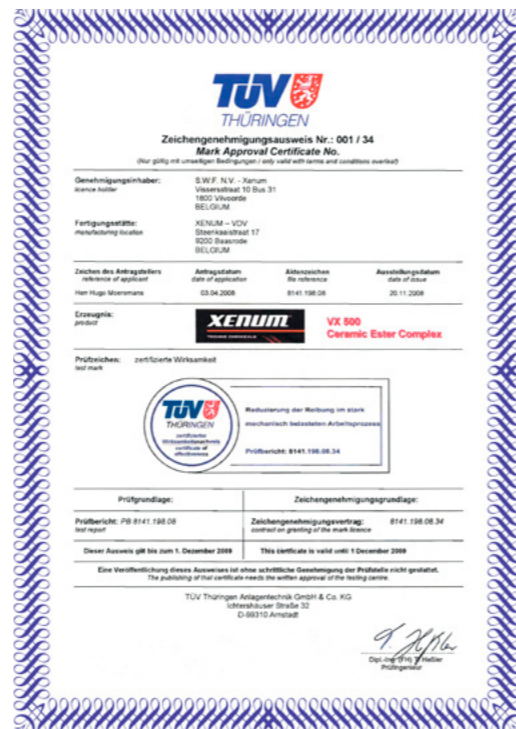 TÜV
THÜRINGEN
Zeichengenehmigungsausweis Nr.: 001 / 34
Mark Approval Certificate No.
(Nur gültig mit umseitigen Bedingungen / only valid with terms and conditions overleaf)
Genehmigungsinhaber:
licence holder
S.W.F. N.V. - Xenum
Vissersstraat 10 Bus 31
1800 Vilvoorde
BELGIUM
Fertigungsstätte:
manufacturing location
XENUM – VDV
Steenkaaistraat 17
9200 Baasrode
BELGIUM
Zeichen des Antragstellers Antragsdatum Aktenzeichen Ausstellungsdatum
reference of applicant date of application file reference date of issue
Herr Hugo Moersmans 03.04.2008 8141.198.08 20.11.2008
Erzeugnis:
product
XENUM
TECHNO CHEMICALS
VX 500
Ceramic Ester Complex
Prüfzeichen: zertifizierte Wirksamkeit
test mark
TÜV
THÜRINGEN
zertifizierter
Wirksamkeitsnachweis
certificate of
effectiveness
Reduzierung der Reibung im stark
mechanisch belasteten Arbeitsprozess
Prüfbericht: 8141.198.08.34
Prüfgrundlage: Zeichengenehmigungsgrundlage:
Prüfbericht: PB 8141.198.08 Zeichengenehmigungsvertrag: 8141.198.08.34
test report contract on granting of the mark licence
Dieser Ausweis gilt bis zum 1. Dezember 2009 This certificate is valid until 1 December 2009
Eine Veröffentlichung dieses Ausweises ist ohne schriftliche Genehmigung der Prüfstelle nicht gestattet.
The publishing of that certificate needs the written approval of the testing centre.
TÜV Thüringen Anlagentechnik GmbH & Co. KG
Ichtershäuser Straße 32
D-99310 Arnstadt
Dipl.-Ing. (FH) T. Heßler
Prüfingenieur